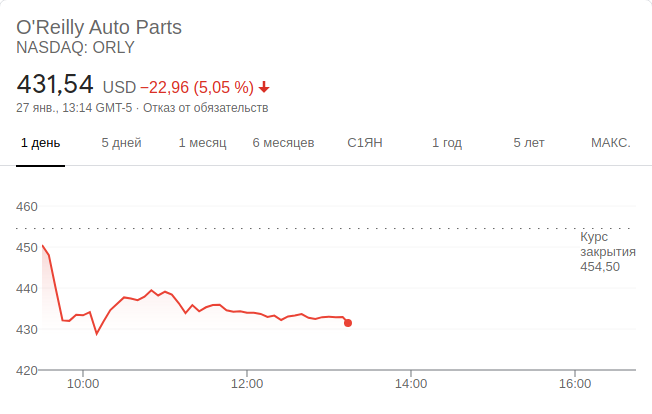 O'Reilly Auto Parts
NASDAQ: ORLY
431,54 USD −22,96 (5,05 %)
27 янв., 13:14 GMT-5 · Отказ от обязательств
1 день 5 дней 1 месяц 6 месяцев С1ЯН 1 год 5 лет МАКС.
460
450
440
430
420
Курс
закрытия
454,50
10:00 12:00 14:00 16:00